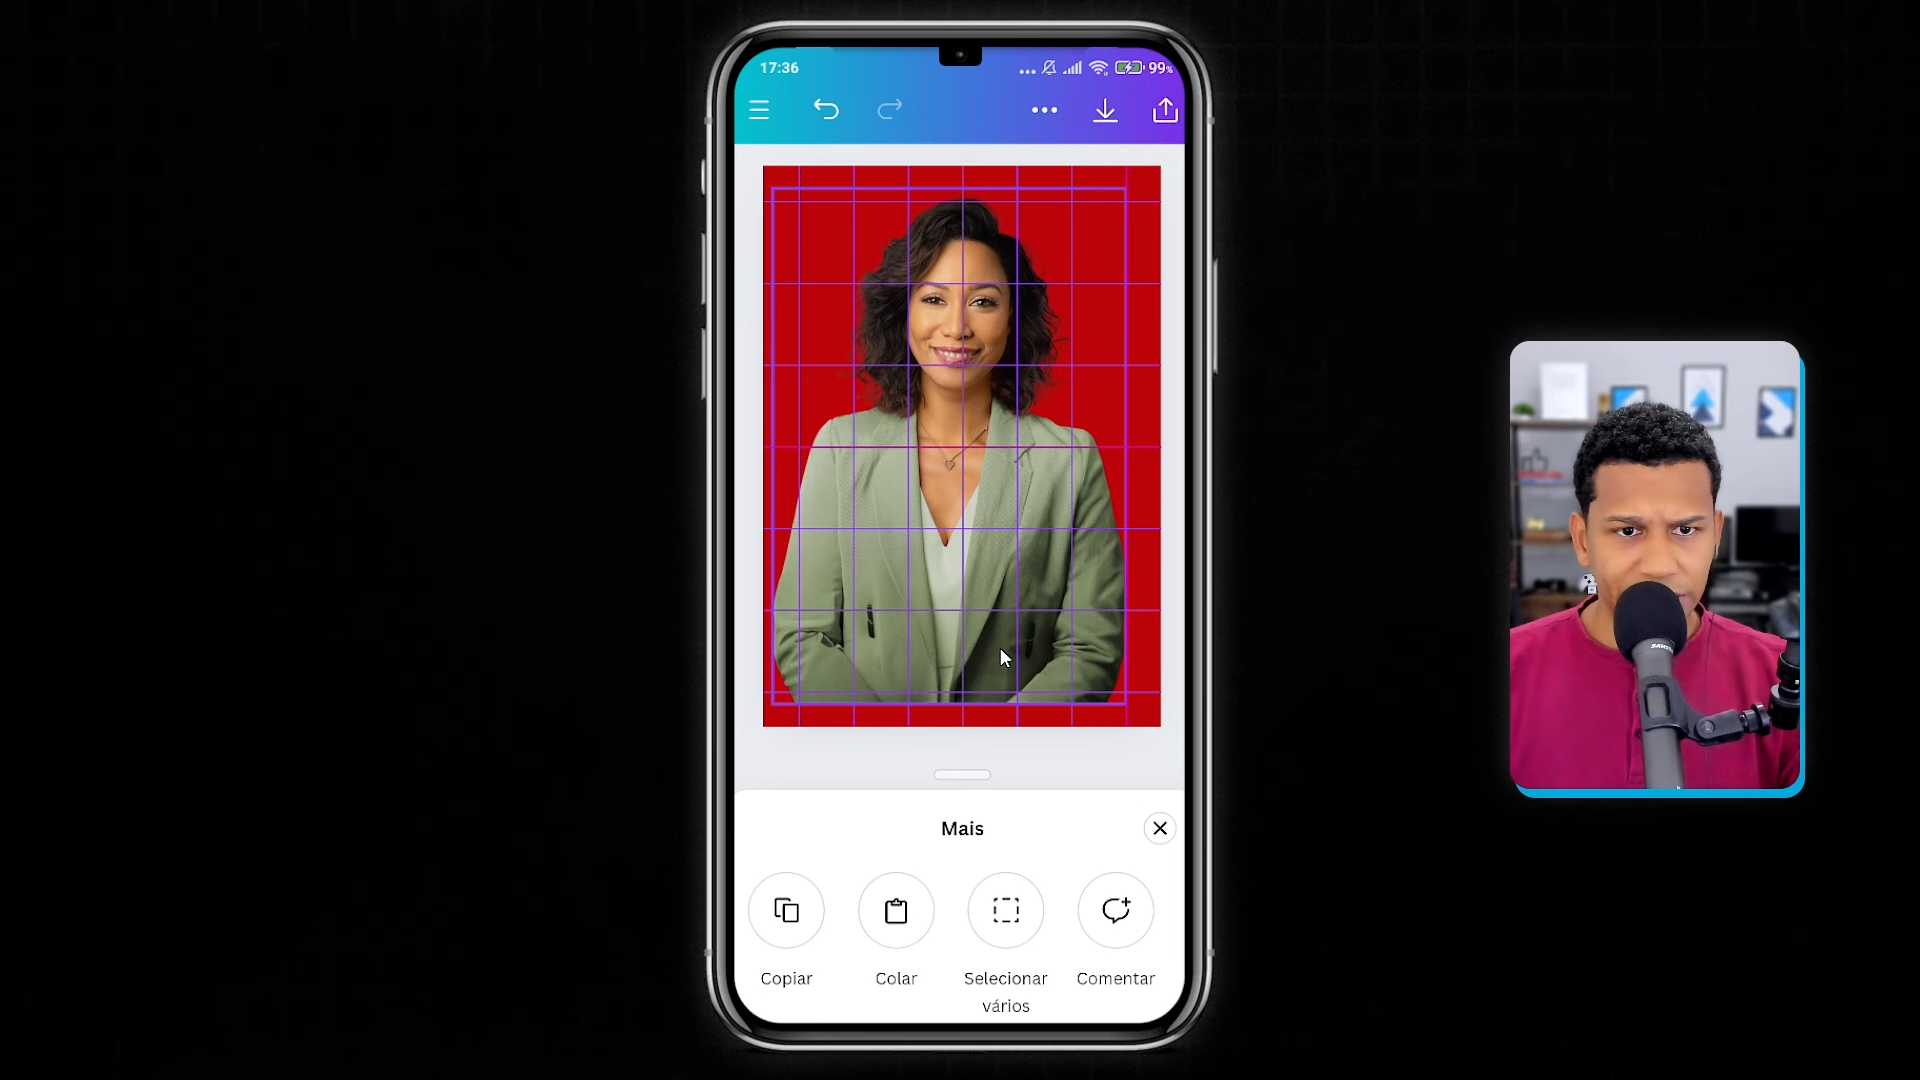 17:36
99%
Mais
Copiar
Colar
Selecionar
vários
Comentar